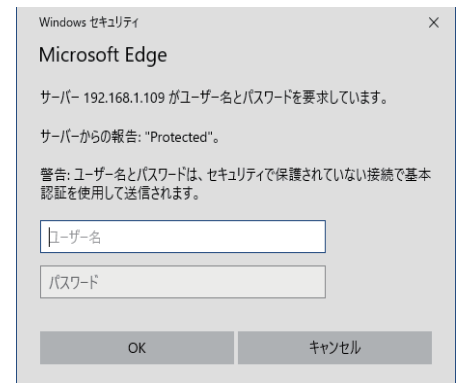 Windows セキュリティ
×
Microsoft Edge
サーバー 192.168.1.109 がユーザー名とパスワードを要求しています。
サーバーからの報告: "Protected"。
警告: ユーザー名とパスワードは、セキュリティで保護されていない接続で基本
認証を使用して送信されます。
ユーザー名
パスワード
OK
キャンセル